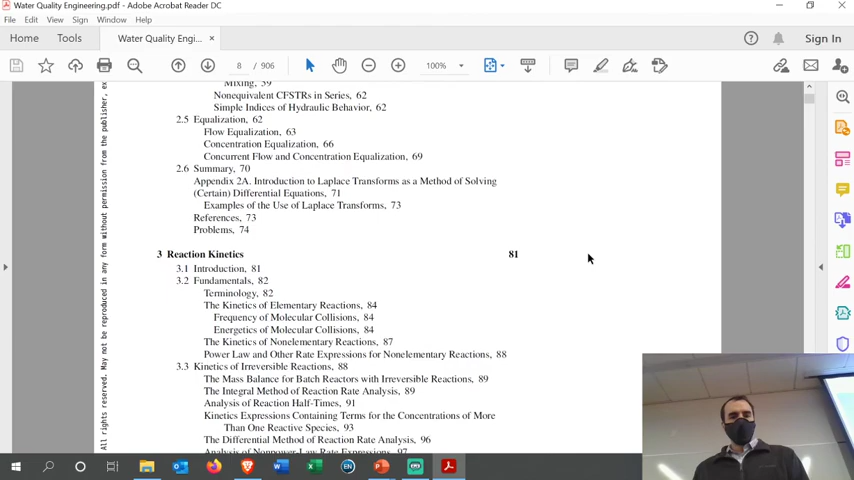 Water Quality Engineering.pdf - Adobe Acrobat Reader DC
File Edit View Sign Window Help
Home Tools Water Quality Engi... × Sign In
8 / 906 100%
Mixing, 59
Nonequivalent CFSTRs in Series, 62
Simple Indices of Hydraulic Behavior, 62
2.5 Equalization, 62
Flow Equalization, 63
Concentration Equalization, 66
Concurrent Flow and Concentration Equalization, 69
2.6 Summary, 70
Appendix 2A. Introduction to Laplace Transforms as a Method of Solving
(Certain) Differential Equations, 71
Examples of the Use of Laplace Transforms, 73
References, 73
Problems, 74
3 Reaction Kinetics 81
3.1 Introduction, 81
3.2 Fundamentals, 82
Terminology, 82
The Kinetics of Elementary Reactions, 84
Frequency of Molecular Collisions, 84
Energetics of Molecular Collisions, 84
The Kinetics of Nonelementary Reactions, 87
Power Law and Other Rate Expressions for Nonelementary Reactions, 88
3.3 Kinetics of Irreversible Reactions, 88
The Mass Balance for Batch Reactors with Irreversible Reactions, 89
The Integral Method of Reaction Rate Analysis, 89
Analysis of Reaction Half-Times, 91
Kinetics Expressions Containing Terms for the Concentrations of More
Than One Reactive Species, 93
The Differential Method of Reaction Rate Analysis, 96
Analysis of Nonpower-Law Rate Expressions, 97
All rights reserved. May not be reproduced in any form without permission from the publisher, ex